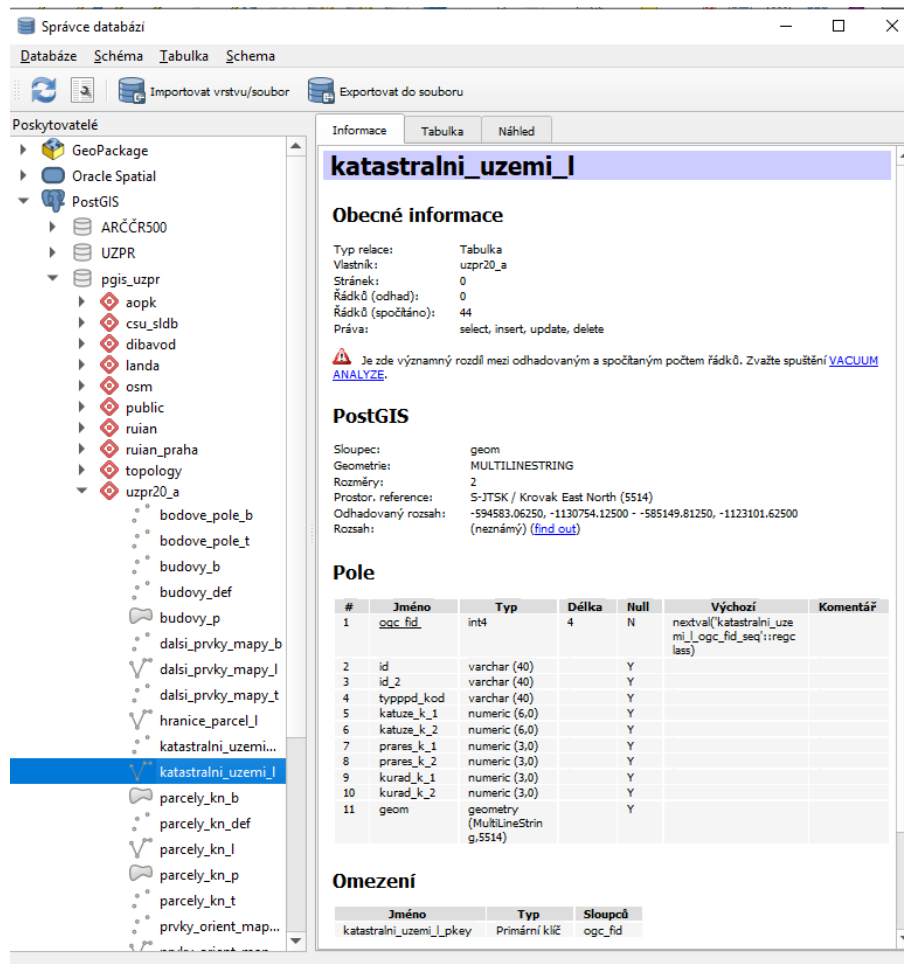 Správce databází
Databáze Schéma Tabulka Schema
Importovat vrstvu/soubor Exportovat do souboru
Poskytovatelé
GeoPackage
Oracle Spatial
PostGIS
ARČČR500
UZPR
pgis_uzpr
aopk
csu_sldb
dibavod
landa
osm
public
ruian
ruian_praha
topology
uzpr20_a
bodove_pole_b
bodove_pole_t
budovy_b
budovy_def
budovy_p
dalsi_prvky_mapy_b
dalsi_prvky_mapy_l
dalsi_prvky_mapy_t
hranice_parcel_l
katastralni_uzemi...
katastralni_uzemi_l
parcely_kn_b
parcely_kn_def
parcely_kn_l
parcely_kn_p
parcely_kn_t
prvky_orient_map...
Informace Tabulka Náhled
katastralni_uzemi_l
Obecné informace
Typ relace: Tabulka
Vlastník: uzpr20_a
Stránek: 0
Řádků (odhad): 0
Řádků (spočítáno): 44
Práva: select, insert, update, delete
Je zde významný rozdíl mezi odhadovaným a spočítaným počtem řádků. Zvažte spuštění VACUUM
ANALYZE.
PostGIS
Sloupec: geom
Geometrie: MULTILINESTRING
Rozměry: 2
Prostor. reference: S-JTSK / Krovak East North (5514)
Odhadovaný rozsah: -594583.06250, -1130754.12500 - -585149.81250, -1123101.62500
Rozsah: (neznámý) (find out)
Pole
# Jméno Typ Délka Null Výchozí Komentář
1 ogc_fid int4 4 N nextval('katastralni_uze
mi_l_ogc_fid_seq'::regc
lass)
2 id varchar (40) Y
3 id_2 varchar (40) Y
4 typppd_kod varchar (40) Y
5 katuze_k_1 numeric (6,0) Y
6 katuze_k_2 numeric (6,0) Y
7 prares_k_1 numeric (3,0) Y
8 prares_k_2 numeric (3,0) Y
9 kurad_k_1 numeric (3,0) Y
10 kurad_k_2 numeric (3,0) Y
11 geom geometry Y
(MultiLineStrin
g,5514)
Omezení
Jméno Typ Sloupců
katastralni_uzemi_l_pkey Primární klíč ogc_fid